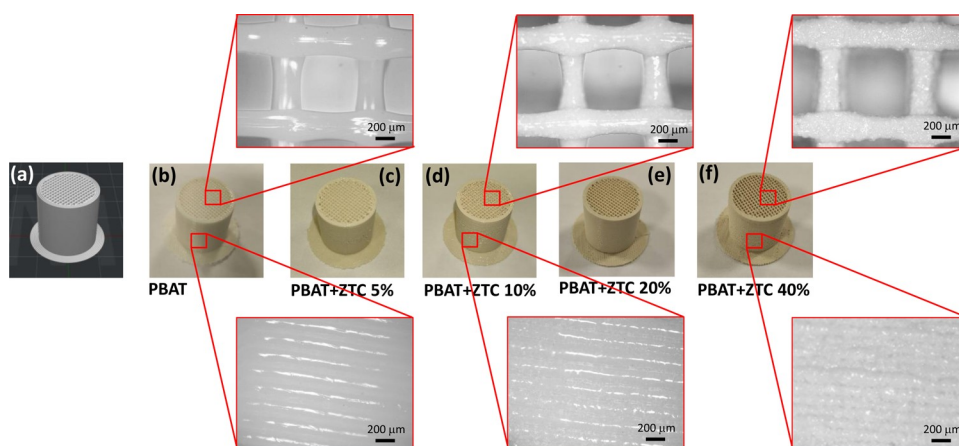 200 μm
200 μm
200 μm
(a)
(b)
(c)
(d)
(e)
(f)
PBAT
PBAT+ZTC 5%
PBAT+ZTC 10%
PBAT+ZTC 20%
PBAT+ZTC 40%
200 μm
200 μm
200 μm